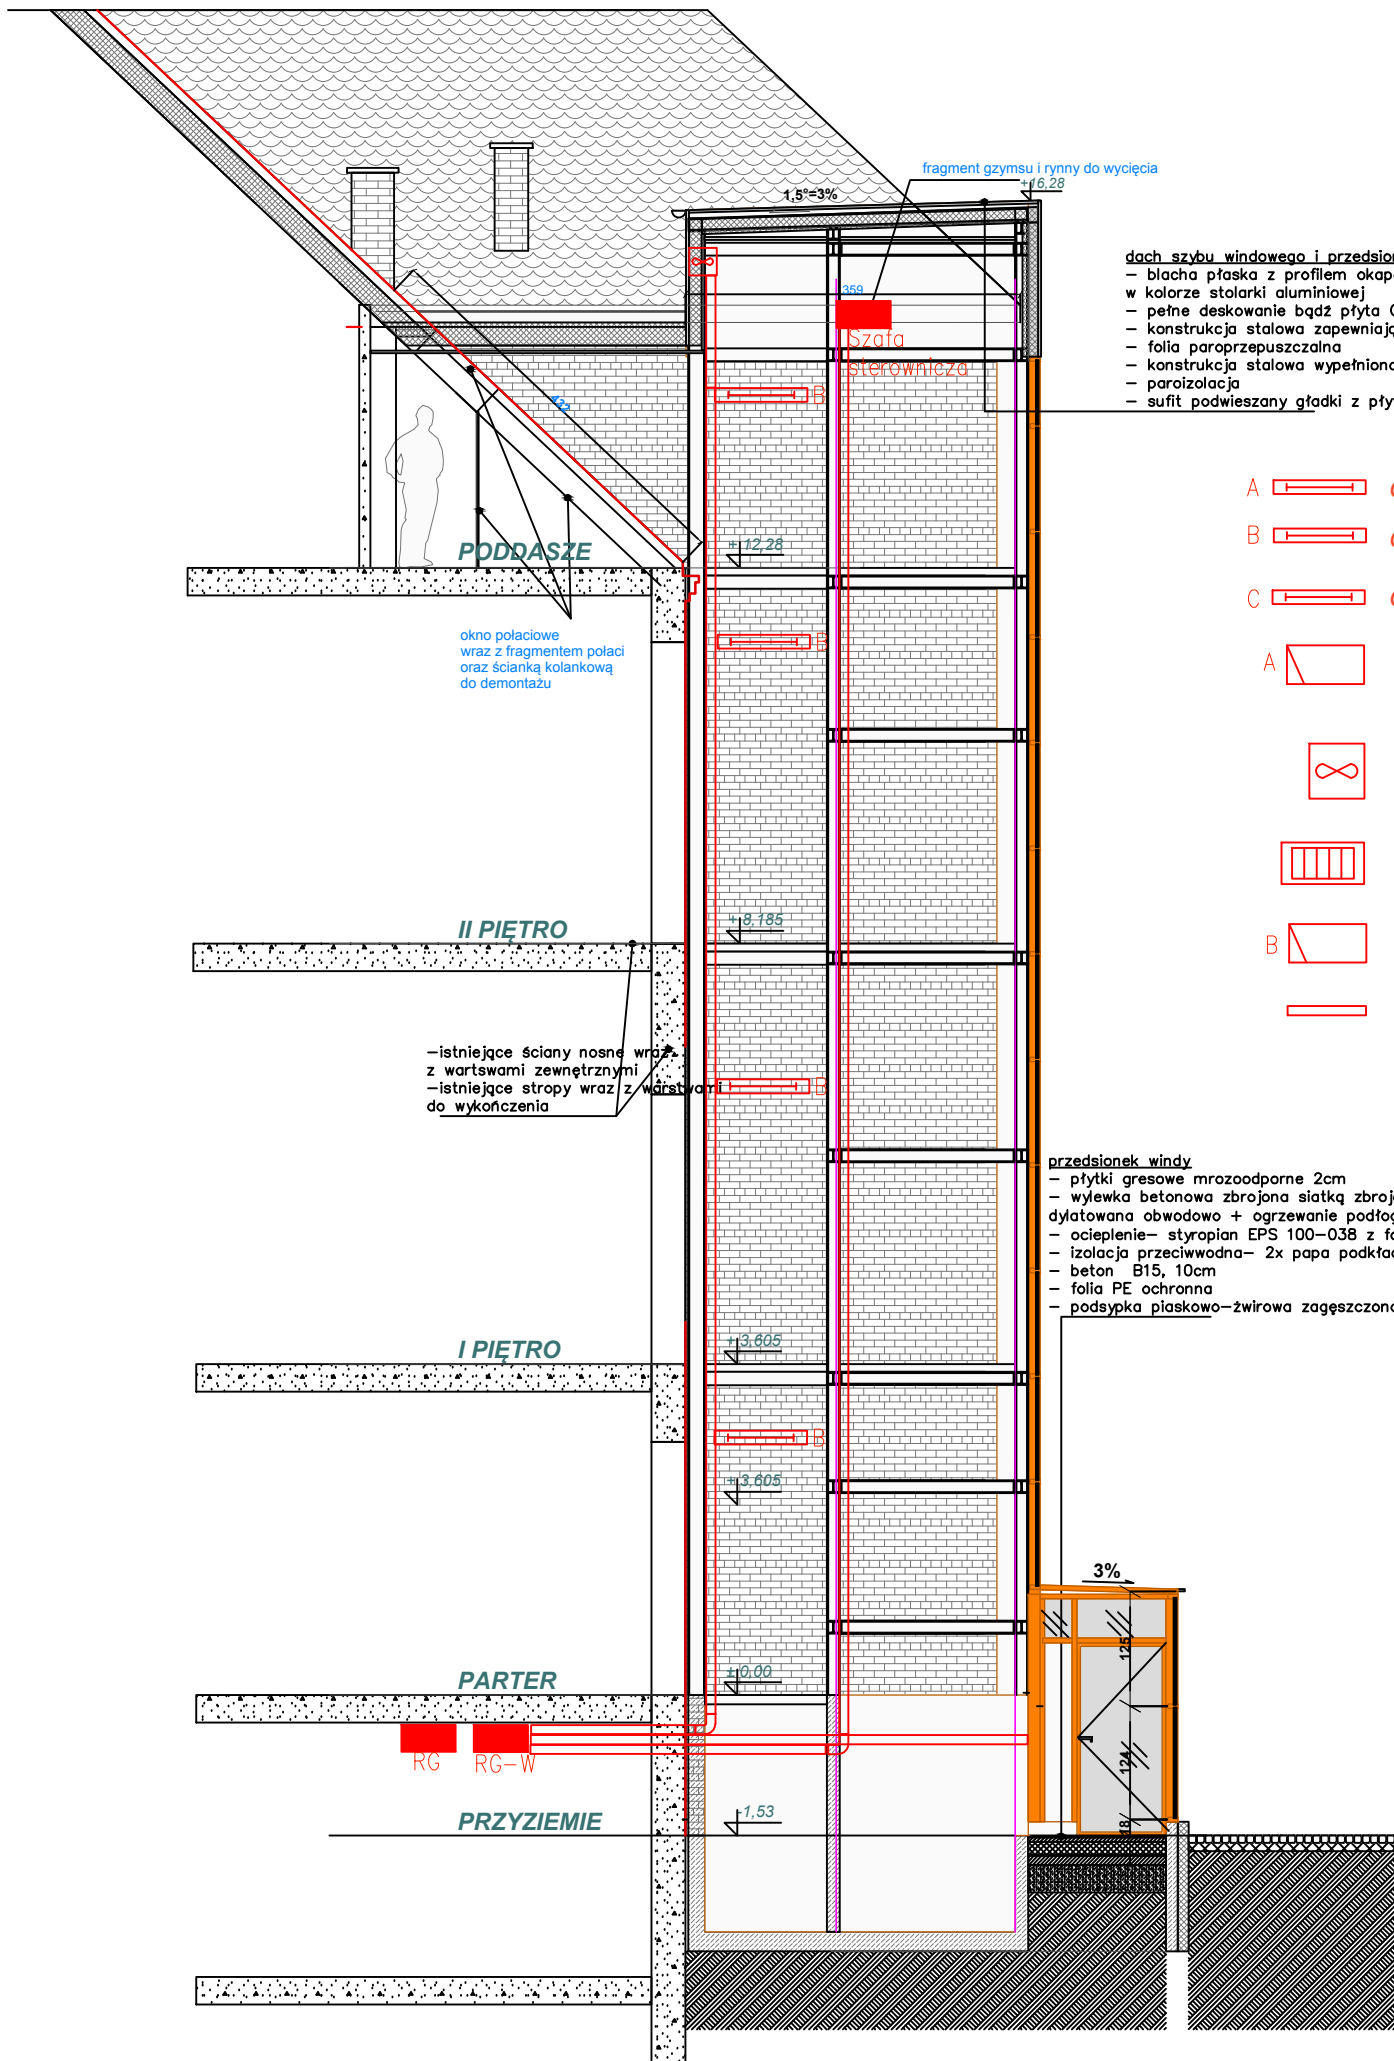 fragment gzymsu i rynny do wycięcia
+16,28
1,5°=3%
dach szybu windowego i przedsion
– blacha płaska z profilem okap
w kolorze stolarki aluminiowej
– pełne deskowanie bądź płyta
– konstrukcja stalowa zapewniają
– folia paroprzepuszczalna
– konstrukcja stalowa wypełniona
– paroizolacja
– sufit podwieszany gładki z pły
359
Szafa
sterownicza
B
432
A
B
C
A
PODDASZE
+ 12,28
okno połaciowe
wraz z fragmentem połaci
oraz ścianką kolankową
do demontażu
B
II PIĘTRO
+ 8,185
B
–istniejące ściany nosne wraz
z wartswami zewnętrznymi
–istniejące stropy wraz z warstwami
do wykończenia
B
przedsionek windy
– płytki gresowe mrozoodporne 2cm
– wylewka betonowa zbrojona siatką zbroj
dylatowana obwodowo + ogrzewanie podłog
– ocieplenie– styropian EPS 100–038 z fo
– izolacja przeciwwodna– 2x papa podkład
– beton B15, 10cm
– folia PE ochronna
– podsypka piaskowo–żwirowa zagęszczona
I PIĘTRO
+ 3,605
B
+ 3,605
3%
125
PARTER
± 0,00
RG
RG–W
124
PRZYZIEMIE
-1,53
18